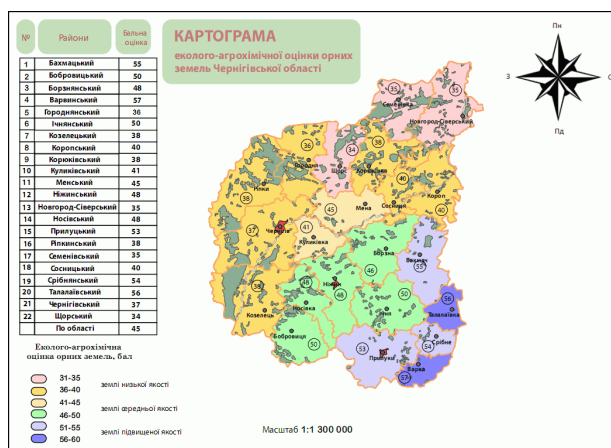 КАРТОГРАМА
еколого-агрохімічної оцінки орних
земель Чернігівської області
№ Райони Бальна оцінка
1 Бахмацький 55
2 Бобровицький 50
3 Борзнянський 48
4 Варвинський 57
5 Городнянський 36
6 Ічнянський 50
7 Козелецький 38
8 Коропський 40
9 Корюківський 38
10 Куликівський 41
11 Менський 45
12 Ніжинський 48
13 Новгород-Сіверський 35
14 Носівський 48
15 Прилуцький 53
16 Ріпкинський 38
17 Семенівський 35
18 Сосницький 40
19 Срібнянський 54
20 Талалаївський 56
21 Чернігівський 37
22 Щорський 34
По області 45
Еколого-агрохімічна
оцінка орних земель, бал
31-35
36-40
землі низької якості
41-45
46-50
землі середньої якості
51-55
56-60
землі підвищеної якості
Масштаб 1:1 300 000
Пн
З
С
Пд
35
35
Семенівка
Новгород-Сіверський
36
34
38
Городня
Щорс
Корюківка
Ріпки
40
Короп
38
45
Мена
Сосниця
40
37
Чернігів
41
Куликівка
Борзна
Бахмач
46
55
38
48
Ніжин
48
50
56
Козелець
Носівка
Ічня
Талалаївка
Бобровиця
50
53
Прилуки
54
Срібне
Варва
57